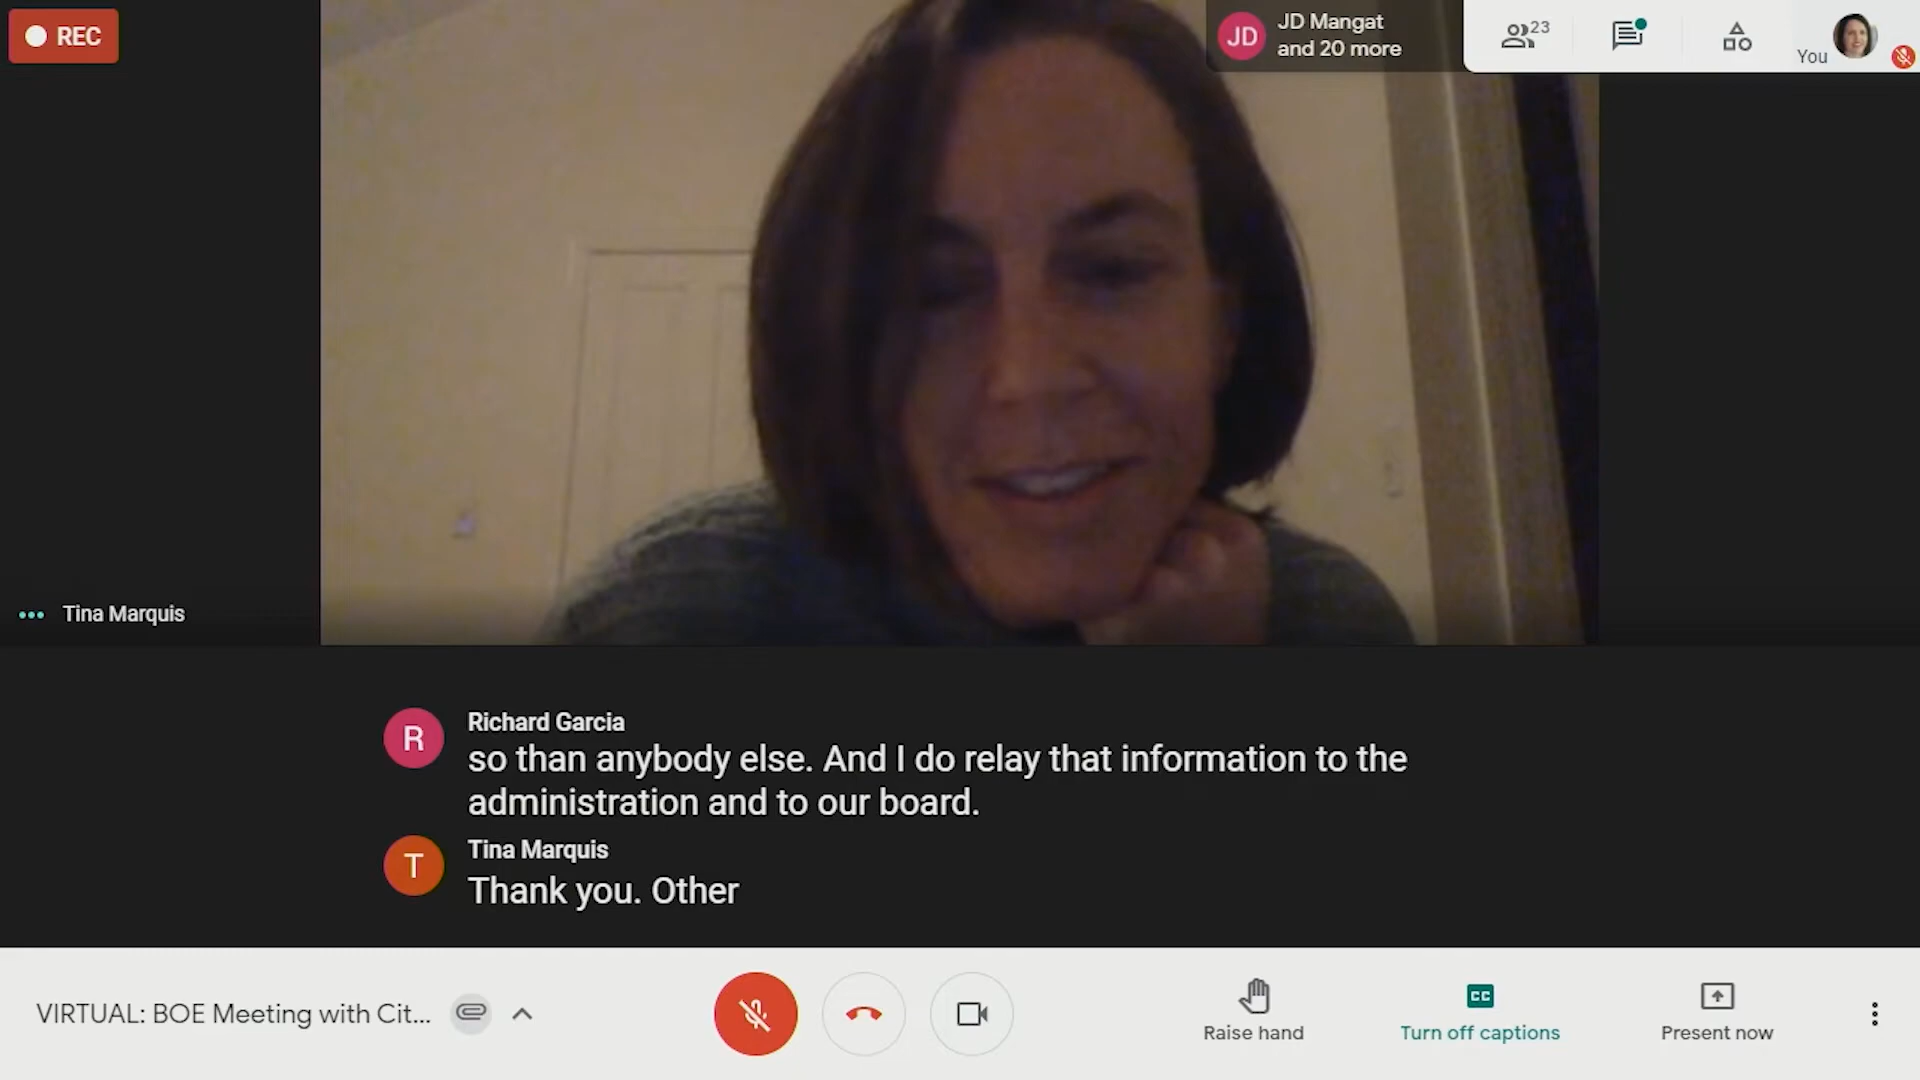 REC
JD
JD Mangat
and 20 more
23
You
Tina Marquis
R
Richard Garcia
so than anybody else. And I do relay that information to the
administration and to our board.
T
Tina Marquis
Thank you. Other
VIRTUAL: BOE Meeting with Cit...
Raise hand
CC
Turn off captions
Present now